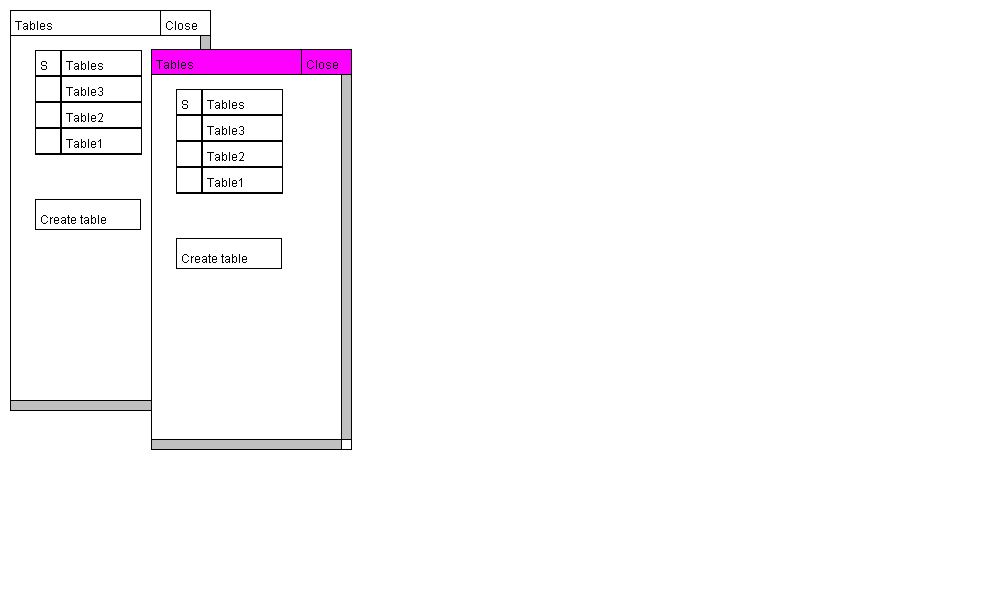 Tables Close
S Tables
Table3
Table2
Table1
Create table
Tables Close
S Tables
Table3
Table2
Table1
Create table